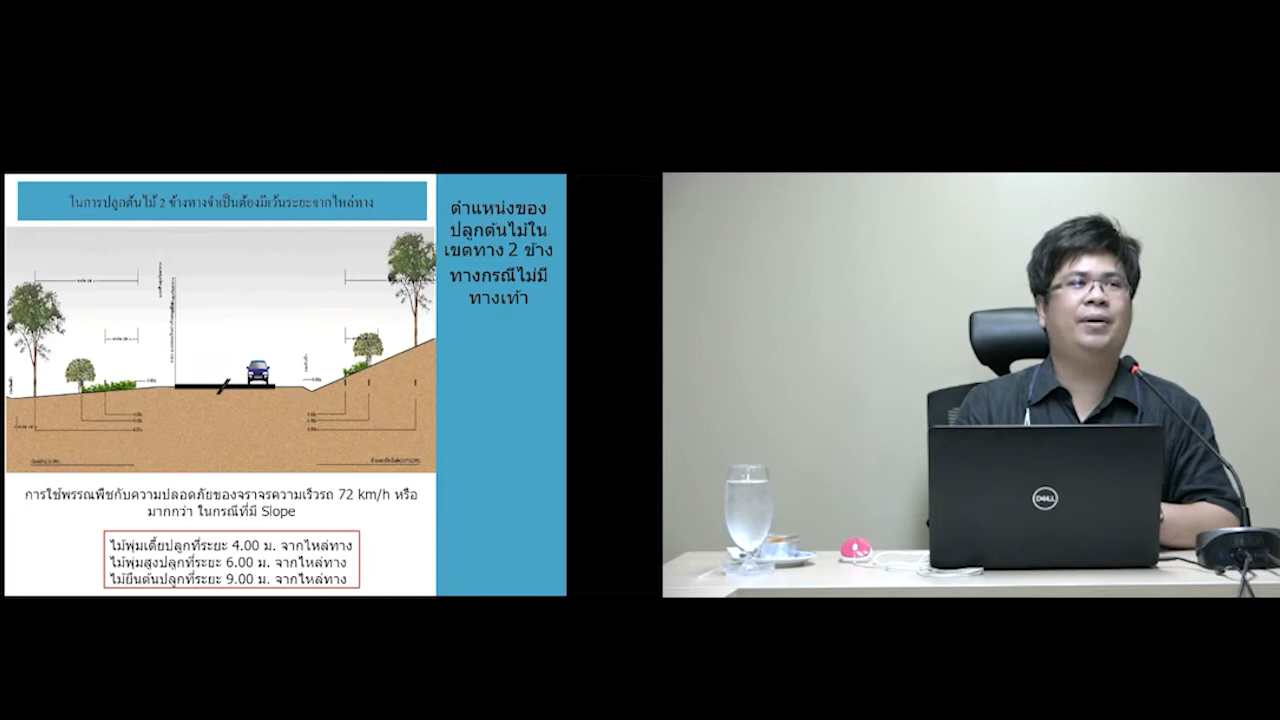 ในการปลูกต้นไม้ 2 ข้างทางจำเป็นต้องมีเว้นระยะจากไหล่ทาง
ตำแหน่งของ
ปลูกต้นไม้ใน
เขตทาง 2 ข้าง
ทางกรณีไม่มี
ทางเท้า
การใช้พรรณพืชกับความปลอดภัยของจราจรความเร็วรถ 72 km/h หรือ
มากกว่า ในกรณีที่มี Slope
ไม้พุ่มเตี้ยปลูกที่ระยะ 4.00 ม. จากไหล่ทาง
ไม้พุ่มสูงปลูกที่ระยะ 6.00 ม. จากไหล่ทาง
ไม้ยืนต้นปลูกที่ระยะ 9.00 ม. จากไหล่ทาง
DELL